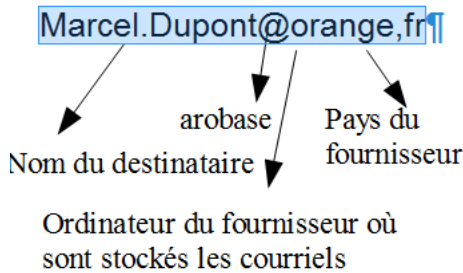 Marcel.Dupont@orange,fr¶
arobase
Pays du
fournisseur
Nom du destinataire
Ordinateur du fournisseur où
sont stockés les courriels